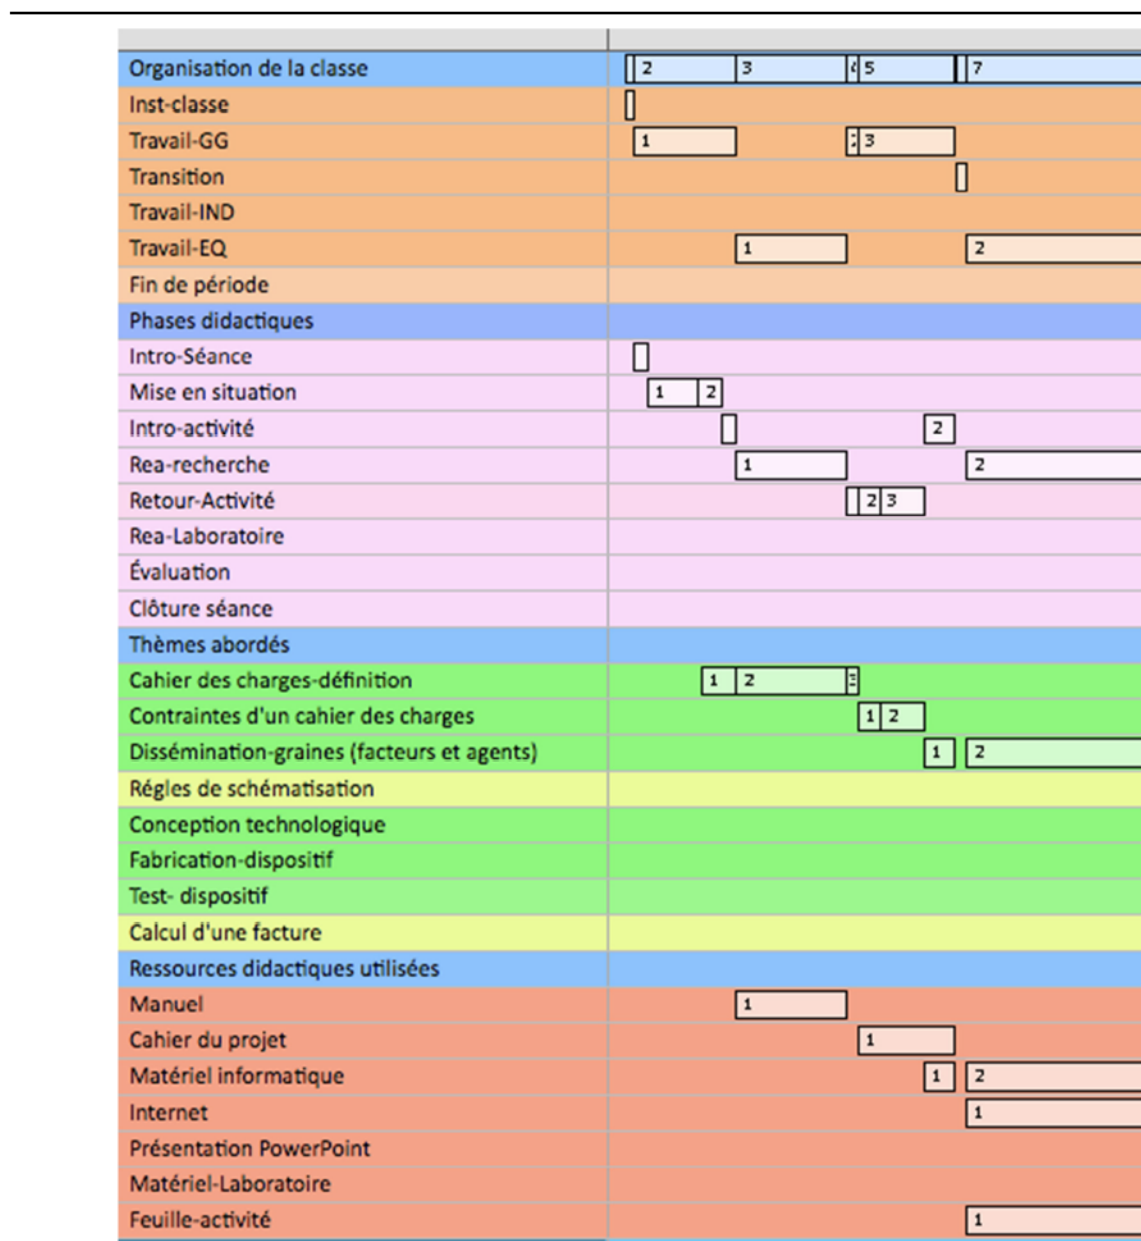 Organisation de la classe 2 3 5 7
Inst-classe
Travail-GG 1 3
Transition
Travail-IND
Travail-EQ 1 2
Fin de période
Phases didactiques
Intro-Séance
Mise en situation 1 2
Intro-activité 2
Rea-recherche 1 2
Retour-Activité 2 3
Rea-Laboratoire
Évaluation
Clôture séance
Thèmes abordés
Cahier des charges-définition 1 2 3
Contraintes d'un cahier des charges 1 2
Dissémination-graines (facteurs et agents) 1 2
Régles de schématisation
Conception technologique
Fabrication-dispositif
Test- dispositif
Calcul d'une facture
Ressources didactiques utilisées
Manuel 1
Cahier du projet 1
Matériel informatique 1 2
Internet 1
Présentation PowerPoint
Matériel-Laboratoire
Feuille-activité 1